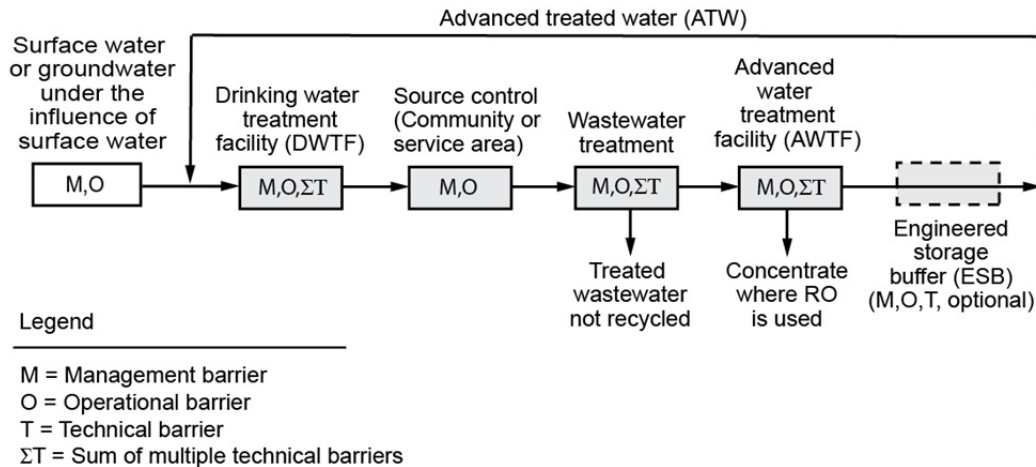 Advanced treated water (ATW)
Surface water
or groundwater
under the
influence of
surface water
M,O
Drinking water
treatment
facility (DWTF)
M,O,ΣT
Source control
(Community or
service area)
M,O
Wastewater
treatment
M,O,ΣT
Treated
wastewater
not recycled
Advanced
water
treatment
facility (AWTF)
M,O,ΣT
Concentrate
where RO
is used
Engineered
storage
buffer (ESB)
(M,O,T, optional)
Legend
M = Management barrier
O = Operational barrier
T = Technical barrier
ΣT = Sum of multiple technical barriers